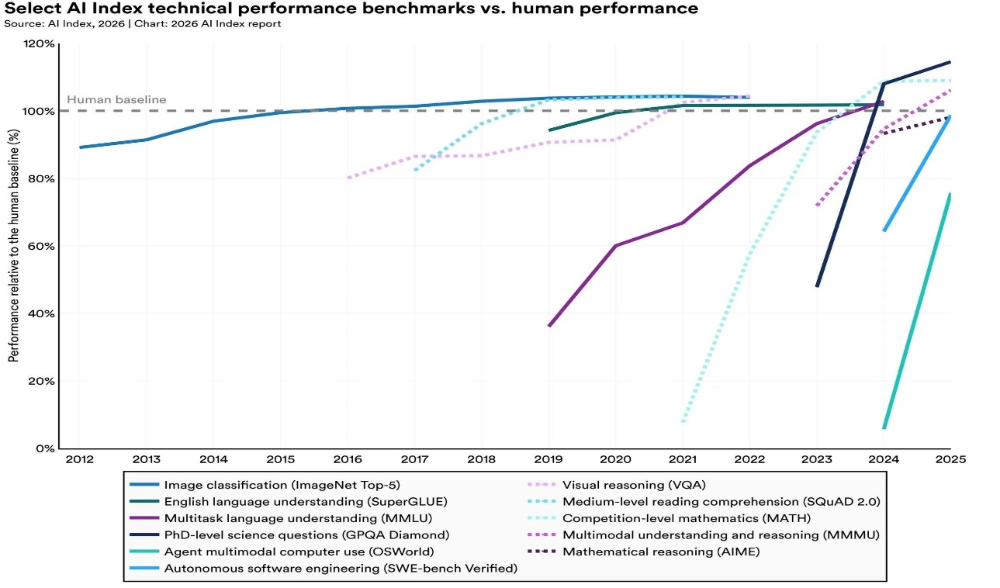 Select AI Index technical performance benchmarks vs. human performance
Source: AI Index, 2026 | Chart: 2026 AI Index report
Performance relative to the human baseline (%)
120%
Human baseline
100%
80%
60%
40%
20%
0%
2012 2013 2014 2015 2016 2017 2018 2019 2020 2021 2022 2023 2024 2025
Image classification (ImageNet Top-5)
English language understanding (SuperGLUE)
Multitask language understanding (MMLU)
PhD-level science questions (GPQA Diamond)
Agent multimodal computer use (OSWorld)
Autonomous software engineering (SWE-bench Verified)
Visual reasoning (VQA)
Medium-level reading comprehension (SQuAD 2.0)
Competition-level mathematics (MATH)
Multimodal understanding and reasoning (MMMU)
Mathematical reasoning (AIME)